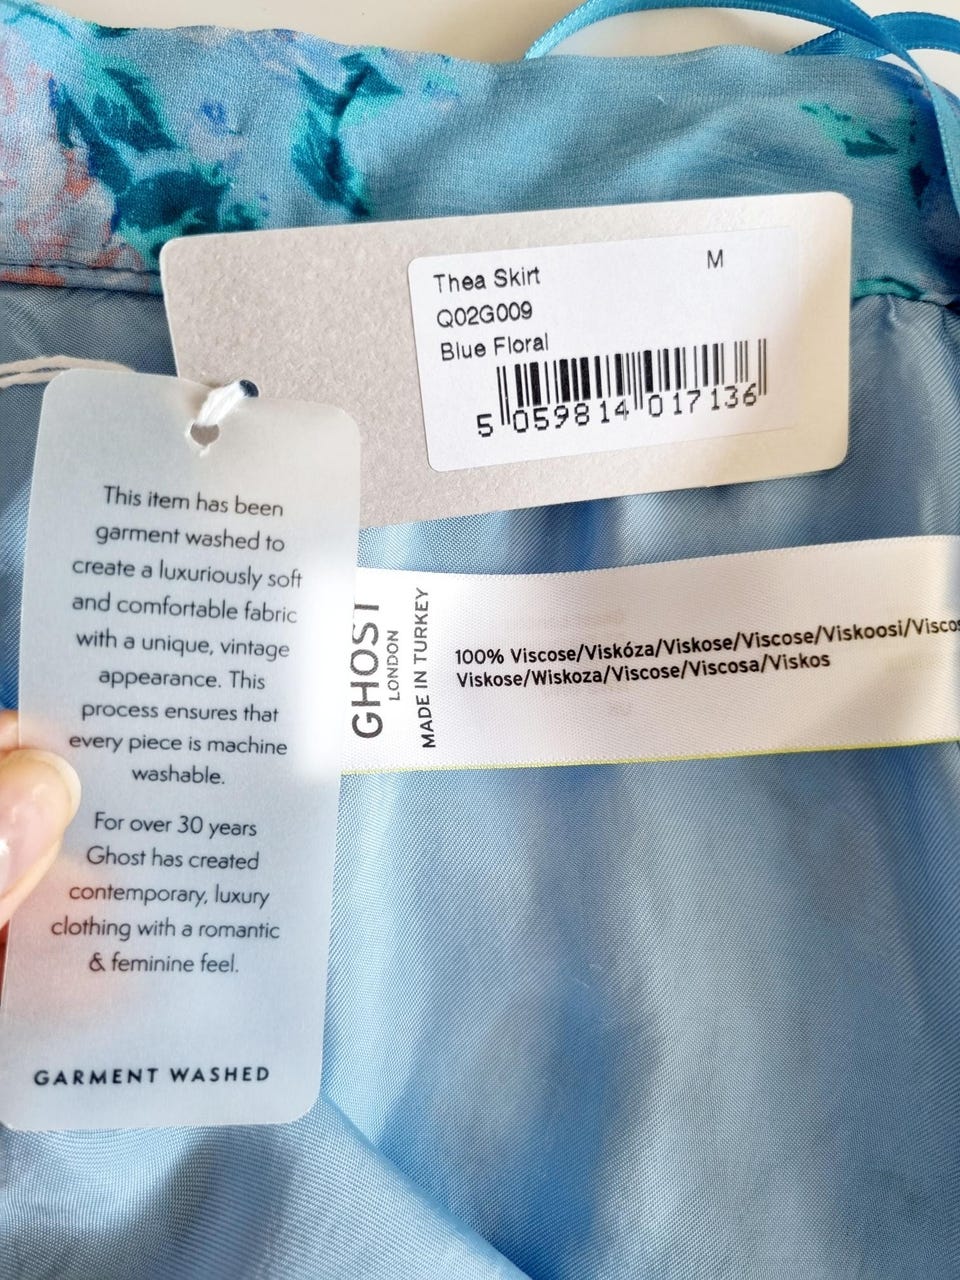 Thea Skirt M
Q02G009
Blue Floral
5 059814 017136
This item has been
garment washed to
create a luxuriously soft
and comfortable fabric
with a unique, vintage
appearance. This
process ensures that
every piece is machine
washable.
For over 30 years
Ghost has created
contemporary, luxury
clothing with a romantic
& feminine feel.
GARMENT WASHED
GHOST
LONDON
MADE IN TURKEY
100% Viscose/Viskóza/Viskose/Viscose/Viskoosi/Viscos
Viskose/Wiskoza/Viscose/Viscosa/Viskos